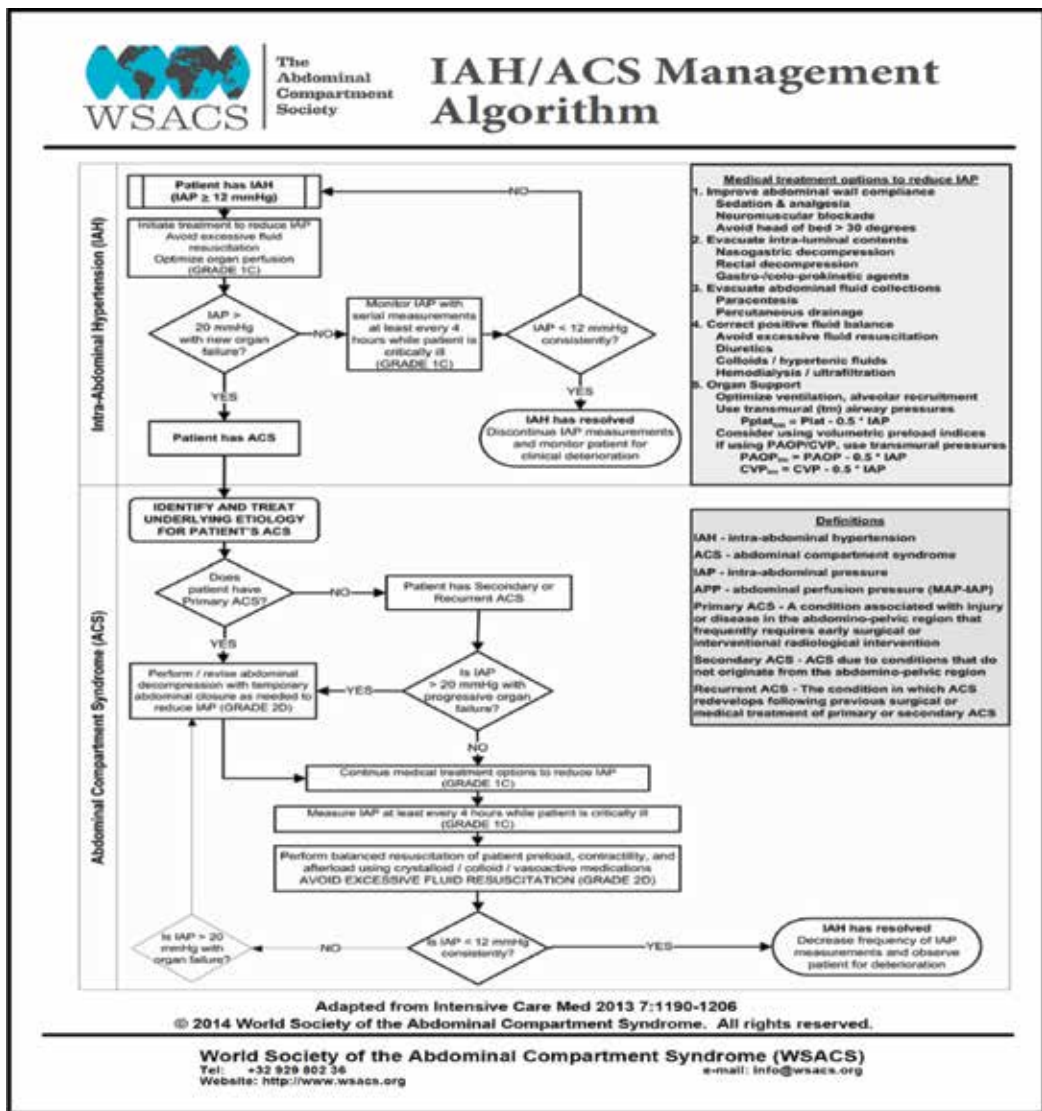 WSACS
The
Abdominal
Compartment
Society
IAH/ACS Management
Algorithm
Intra-Abdominal Hypertension (IAH)
Patient has IAH
(IAP ≥ 12 mmHg)
NO
Initiate treatment to reduce IAP
Avoid excessive fluid
resuscitation
Optimize organ perfusion
(GRADE 1C)
IAP >
20 mmHg
with new organ
failure?
NO
Monitor IAP with
serial measurements
at least every 4
hours while patient is
critically ill
(GRADE 1C)
IAP < 12 mmHg
consistently?
YES
YES
IAH has resolved
Discontinue IAP measurements
and monitor patient for
clinical deterioration
Patient has ACS
Medical treatment options to reduce IAP
1. Improve abdominal wall compliance
Sedation & analgesia
Neuromuscular blockade
Avoid head of bed > 30 degrees
2. Evacuate intra-luminal contents
Nasogastric decompression
Rectal decompression
Gastro-/colo-prokinetic agents
3. Evacuate abdominal fluid collections
Paracentesis
Percutaneous drainage
4. Correct positive fluid balance
Avoid excessive fluid resuscitation
Diuretics
Colloids / hypertonic fluids
Hemodialysis / ultrafiltration
5. Organ Support
Optimize ventilation, alveolar recruitment
Use transmural (tm) airway pressures
Pplattm = Plat - 0.5 * IAP
Consider using volumetric preload indices
If using PAOP/CVP, use transmural pressures
PAOPtm = PAOP - 0.5 * IAP
CVPtm = CVP - 0.5 * IAP
Abdominal Compartment Syndrome (ACS)
IDENTIFY AND TREAT
UNDERLYING ETIOLOGY
FOR PATIENT'S ACS
Does
patient have
Primary ACS?
NO
Patient has Secondary or
Recurrent ACS
YES
Perform / revise abdominal
decompression with temporary
abdominal closure as needed to
reduce IAP (GRADE 2D)
YES
Is IAP
> 20 mmHg with
progressive organ
failure?
NO
Continue medical treatment options to reduce IAP
(GRADE 1C)
Measure IAP at least every 4 hours while patient is critically ill
(GRADE 1C)
Perform balanced resuscitation of patient preload, contractility, and
afterload using crystalloid / colloid / vasoactive medications
AVOID EXCESSIVE FLUID RESUSCITATION (GRADE 2D)
Is IAP > 20
mmHg with
organ failure?
NO
Is IAP < 12 mmHg
consistently?
YES
IAH has resolved
Decrease frequency of IAP
measurements and observe
patient for deterioration
Definitions
IAH - intra-abdominal hypertension
ACS - abdominal compartment syndrome
IAP - intra-abdominal pressure
APP - abdominal perfusion pressure (MAP-IAP)
Primary ACS - A condition associated with injury
or disease in the abdomino-pelvic region that
frequently requires early surgical or
interventional radiological intervention
Secondary ACS - ACS due to conditions that do
not originate from the abdomino-pelvic region
Recurrent ACS - The condition in which ACS
redevelops following previous surgical or
medical treatment of primary or secondary ACS
Adapted from Intensive Care Med 2013 7:1190-1206
© 2014 World Society of the Abdominal Compartment Syndrome. All rights reserved.
World Society of the Abdominal Compartment Syndrome (WSACS)
Tel: +32 929 802 36
e-mail: info@wsacs.org
Website: http://www.wsacs.org